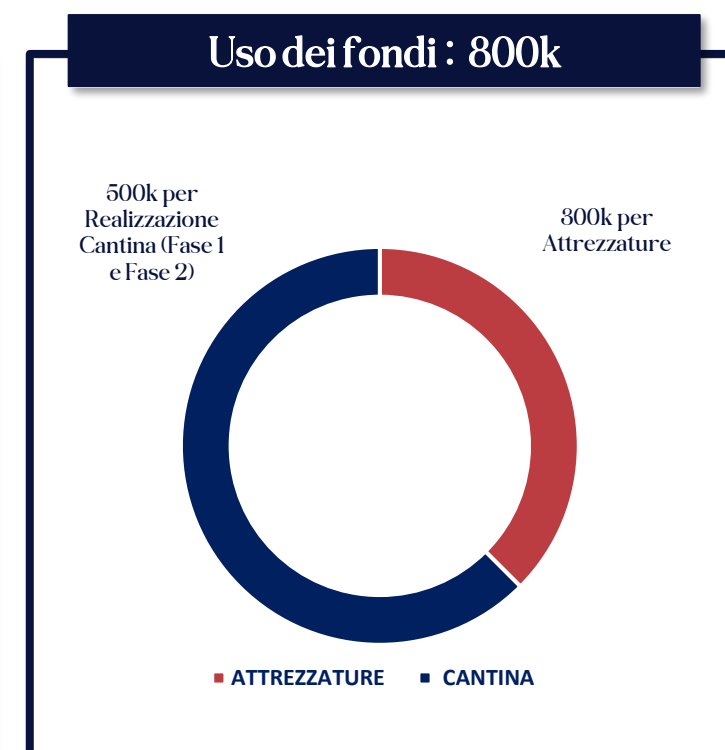 Uso dei fondi : 800k
500k per
Realizzazione
Cantina (Fase 1
e Fase 2)
300k per
Attrezzature
ATTREZZATURE
CANTINA